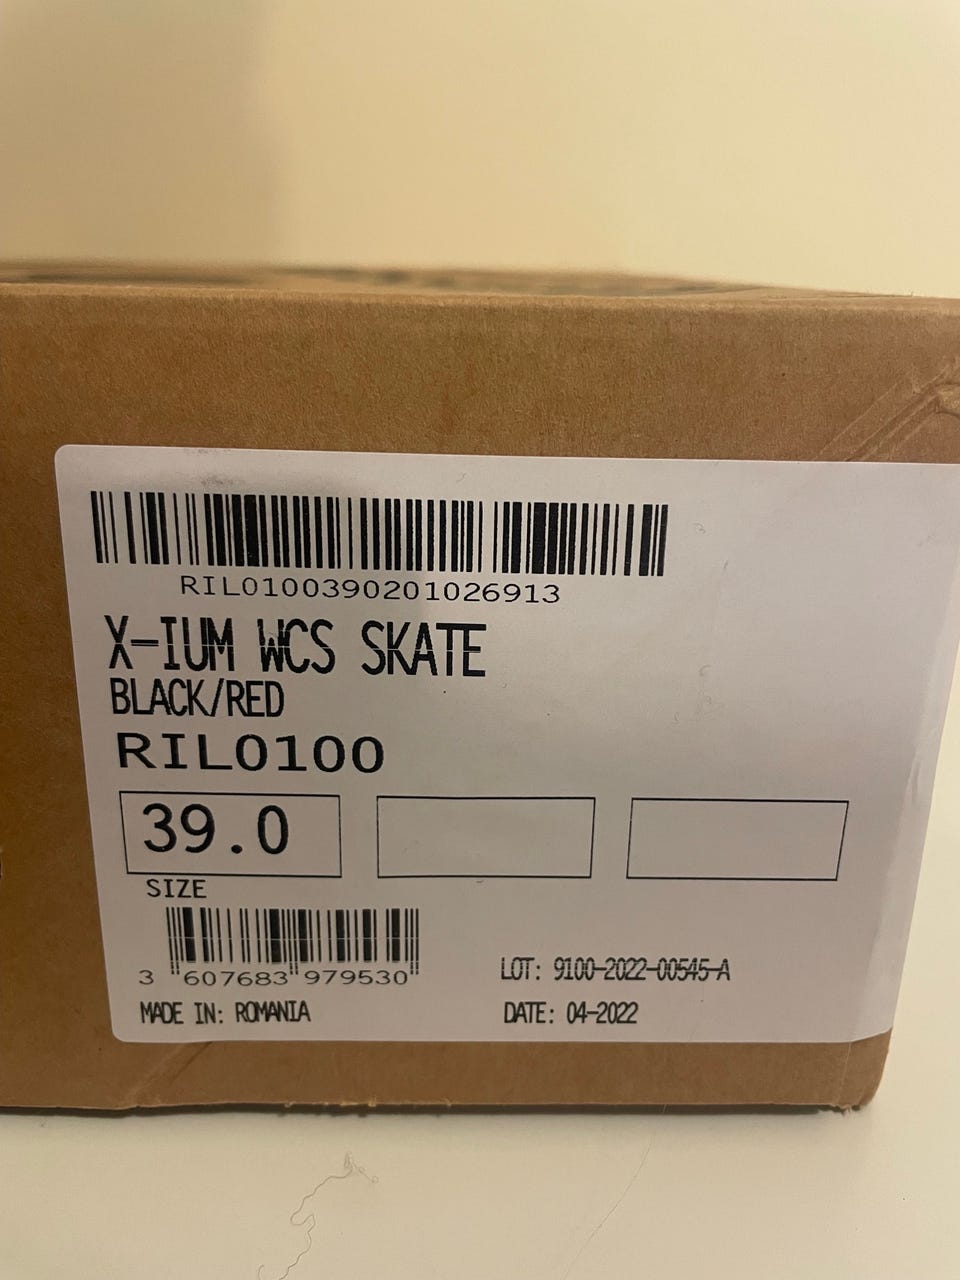 RIL0100390201026913
X-IUM WCS SKATE
BLACK/RED
RIL0100
39.0
SIZE
3 607683 979530
MADE IN: ROMANIA
LOT: 9100-2022-00545-A
DATE: 04-2022